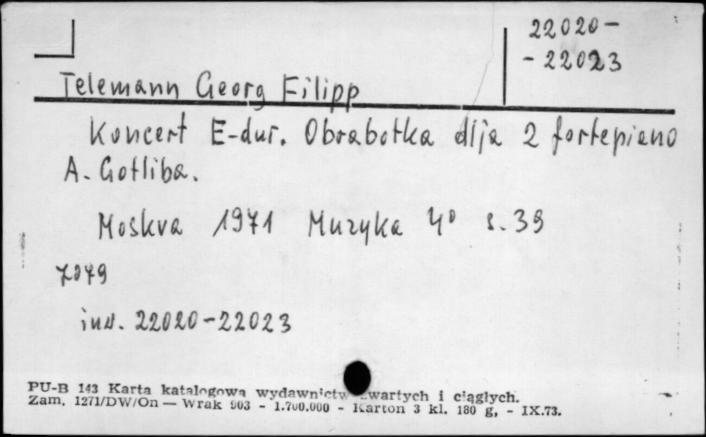 22020-
-22023
Telemann Georg Filipp
Koncert E-dur. Obrabotka dlja 2 fortepiano
A. Gotliba.
Moskva 1971 Muzyka 4° s. 39
7079
inw. 22020-22023
PU-B 143 Karta katalogowa wydawnictw zwartych i ciągłych.
Zam. 1271/DW/On — Wrak 903 - 1.700.000 - Karton 3 kl. 180 g, - IX.73.